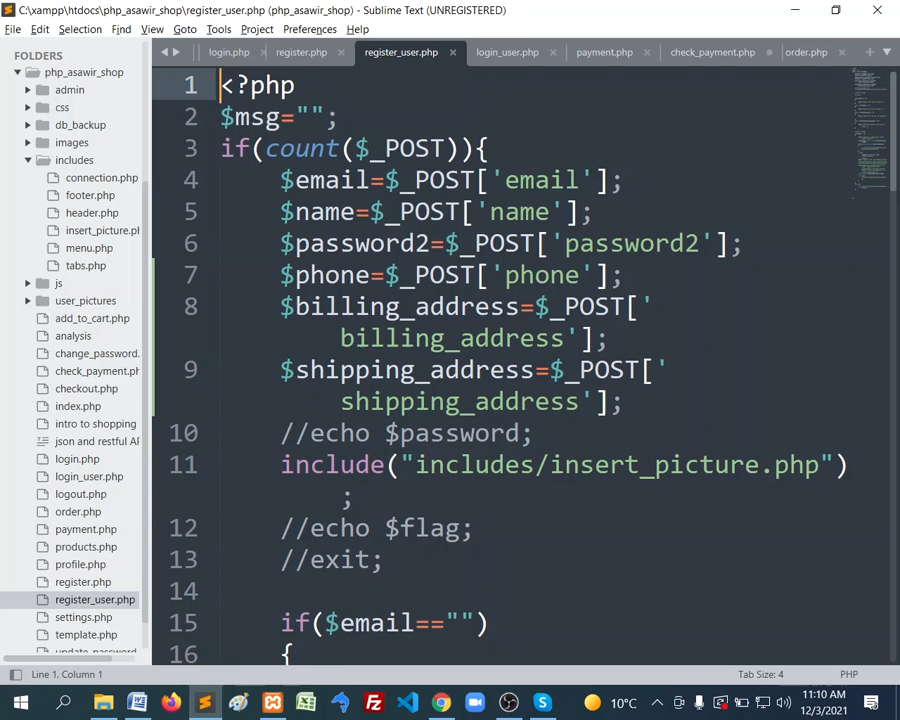 C:\xampp\htdocs\php_asawir_shop\register_user.php (php_asawir_shop) - Sublime Text (UNREGISTERED)
File Edit Selection Find View Goto Tools Project Preferences Help
FOLDERS
php_asawir_shop
admin
css
db_backup
images
includes
connection.php
footer.php
header.php
insert_picture.ph
menu.php
tabs.php
js
user_pictures
add_to_cart.php
analysis
change_password.
check_payment.ph
checkout.php
index.php
intro to shopping
json and restful AP
login.php
login_user.php
logout.php
order.php
payment.php
products.php
profile.php
register.php
register_user.php
settings.php
template.php
update_password
login.php register.php register_user.php login_user.php payment.php check_payment.php order.php
1 <?php
2 $msg="";
3 if(count($_POST)){
4 $email=$_POST['email'];
5 $name=$_POST['name'];
6 $password2=$_POST['password2'];
7 $phone=$_POST['phone'];
8 $billing_address=$_POST['
billing_address'];
9 $shipping_address=$_POST['
shipping_address'];
10 //echo $password;
11 include("includes/insert_picture.php")
;
12 //echo $flag;
13 //exit;
14
15 if($email=="")
16 {
Line 1, Column 1 Tab Size: 4 PHP
10°C
11:10 AM
12/3/2021